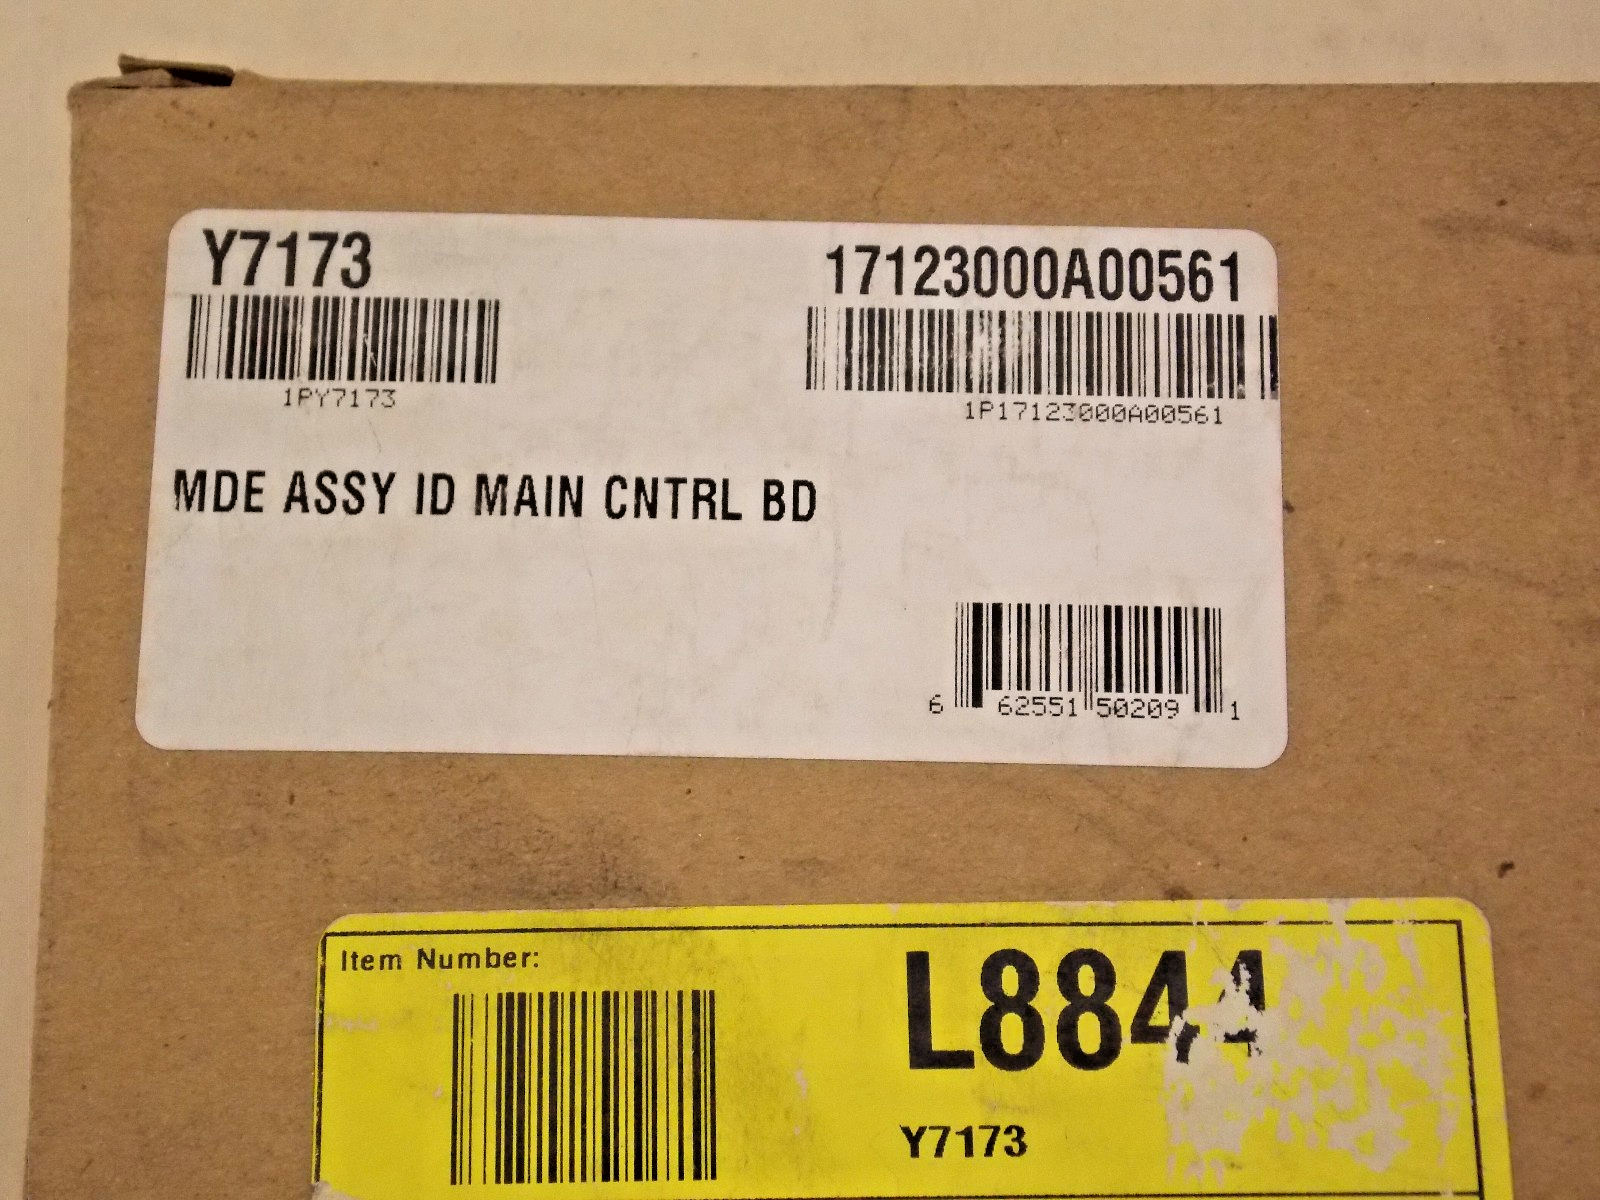 Y7173 17123000A00561
1PY7173 1P17123000A00561
MDE ASSY ID MAIN CNTRL BD
6 62551 50209 1
Item Number:
Y7173